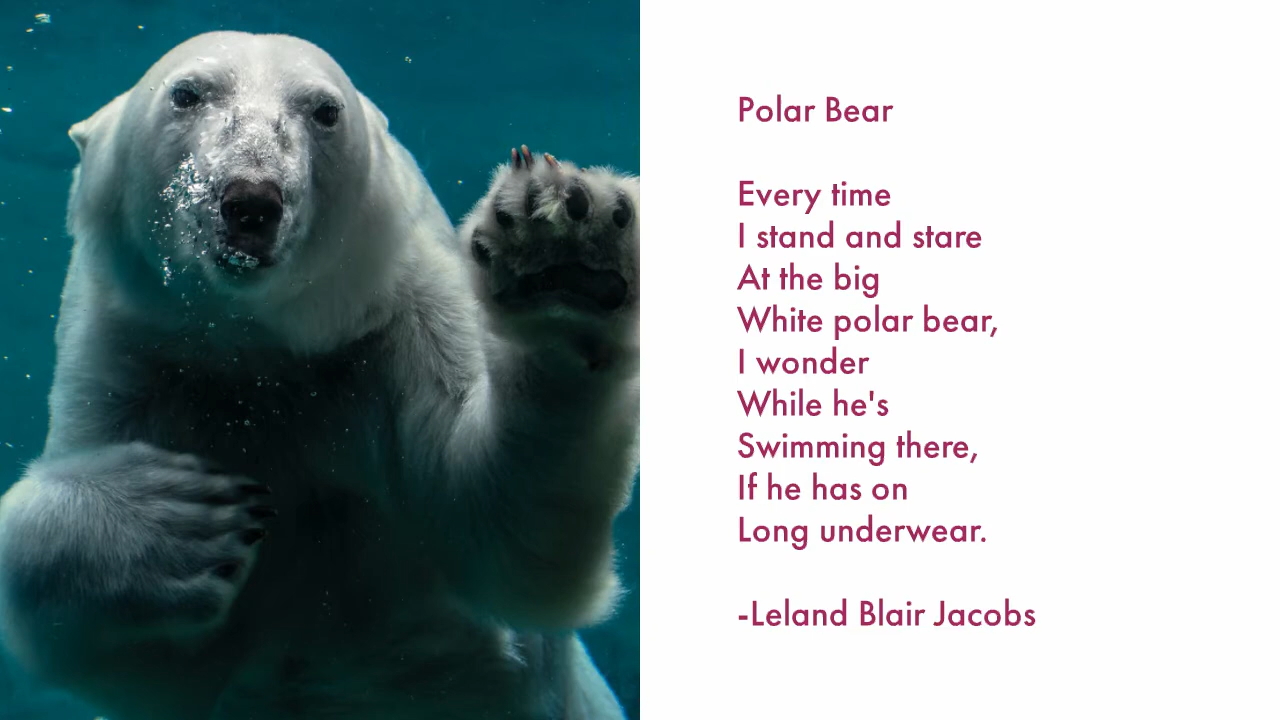 Polar Bear
Every time
I stand and stare
At the big
White polar bear,
I wonder
While he's
Swimming there,
If he has on
Long underwear.
-Leland Blair Jacobs